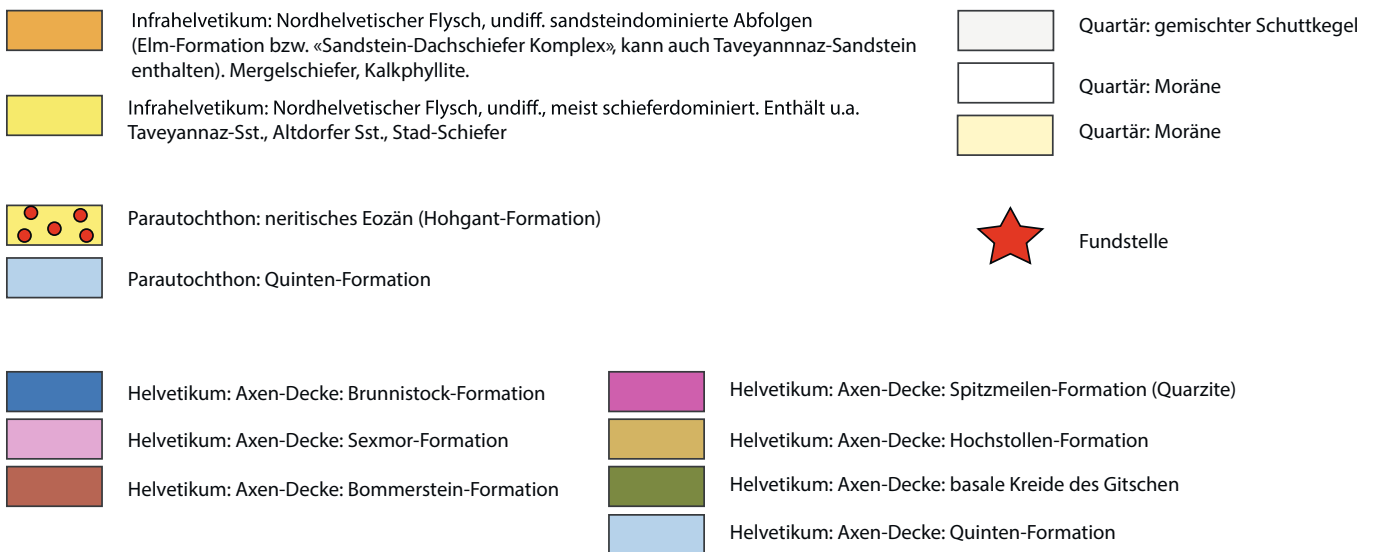 Infrahelvetikum: Nordhelvetischer Flysch, undiff. sandsteindominierte Abfolgen
(Elm-Formation bzw. «Sandstein-Dachschiefer Komplex», kann auch Taveyannnaz-Sandstein
enthalten). Mergelschiefer, Kalkphyllite.
Infrahelvetikum: Nordhelvetischer Flysch, undiff., meist schieferdominiert. Enthält u.a.
Taveyannaz-Sst., Altdorfer Sst., Stad-Schiefer
Parautochthon: neritisches Eozän (Hohgant-Formation)
Parautochthon: Quinten-Formation
Quartär: gemischter Schuttkegel
Quartär: Moräne
Quartär: Moräne
Fundstelle
Helvetikum: Axen-Decke: Brunnistock-Formation
Helvetikum: Axen-Decke: Sexmor-Formation
Helvetikum: Axen-Decke: Bommerstein-Formation
Helvetikum: Axen-Decke: Spitzmeilen-Formation (Quarzite)
Helvetikum: Axen-Decke: Hochstollen-Formation
Helvetikum: Axen-Decke: basale Kreide des Gitschen
Helvetikum: Axen-Decke: Quinten-Formation